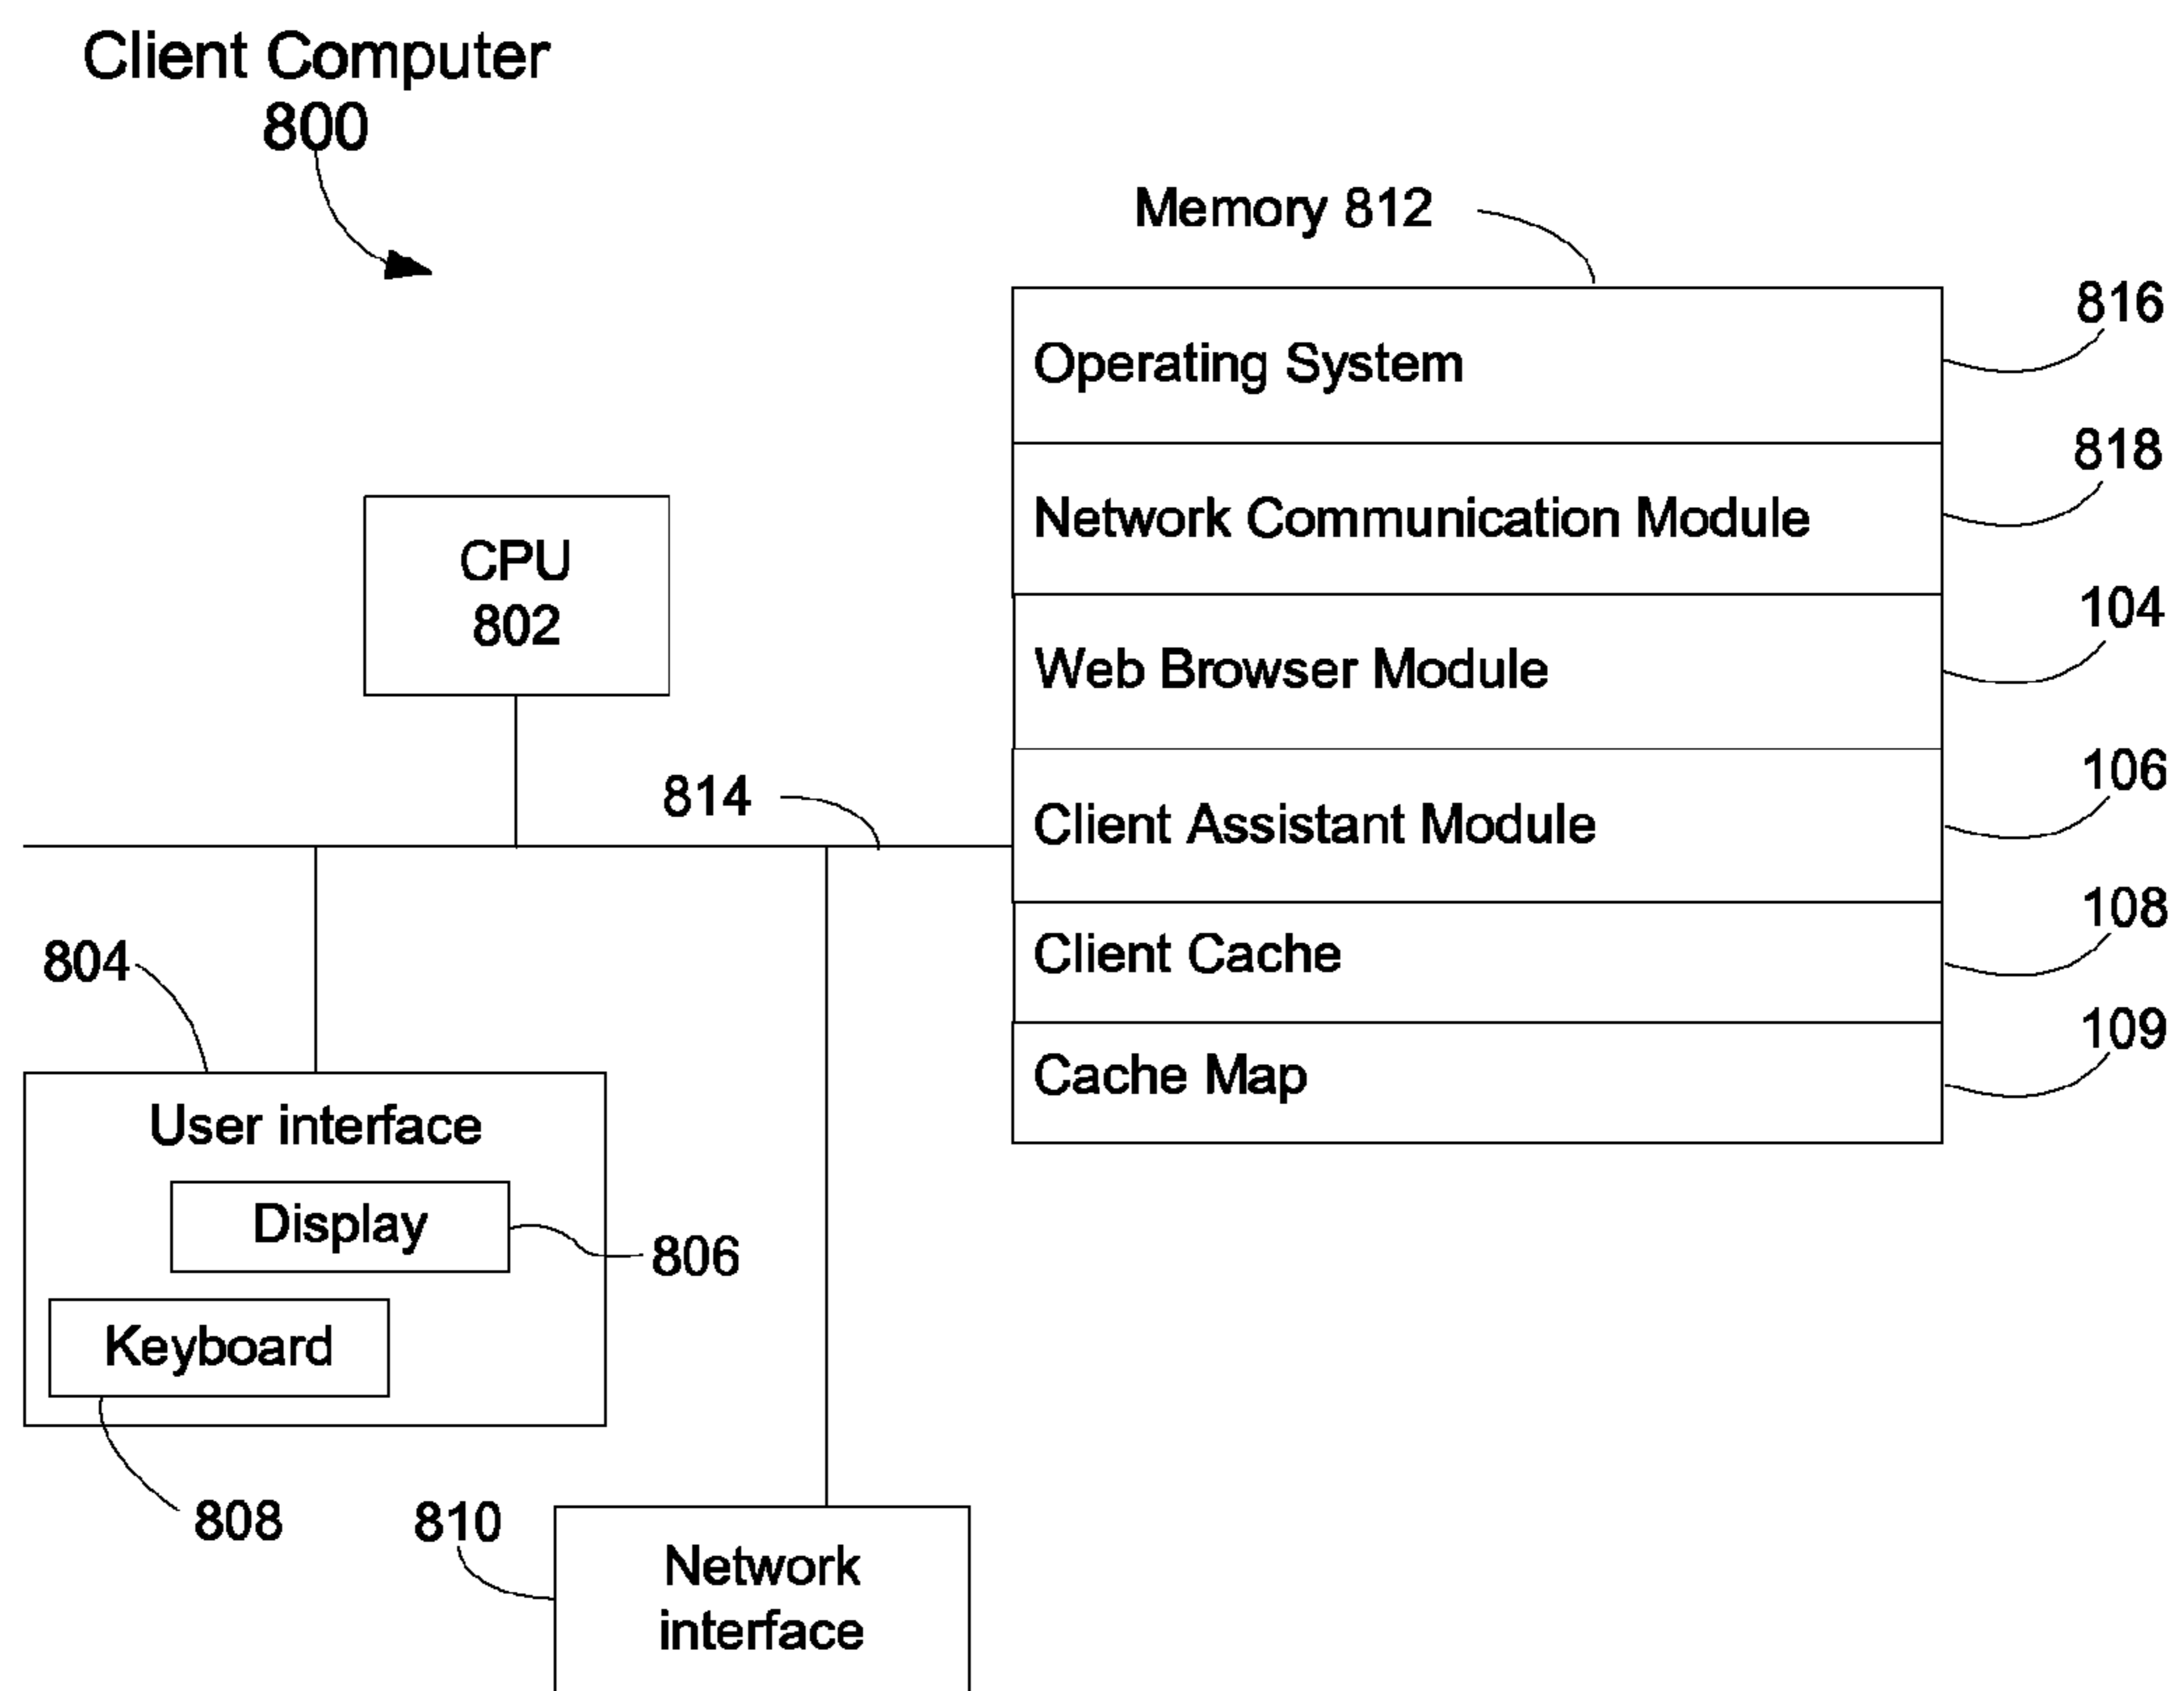 Client Computer
800
Memory 812
Operating System
816
Network Communication Module
818
Web Browser Module
104
Client Assistant Module
106
Client Cache
108
Cache Map
109
CPU
802
814
804
User interface
Display
806
Keyboard
808
810
Network
interface